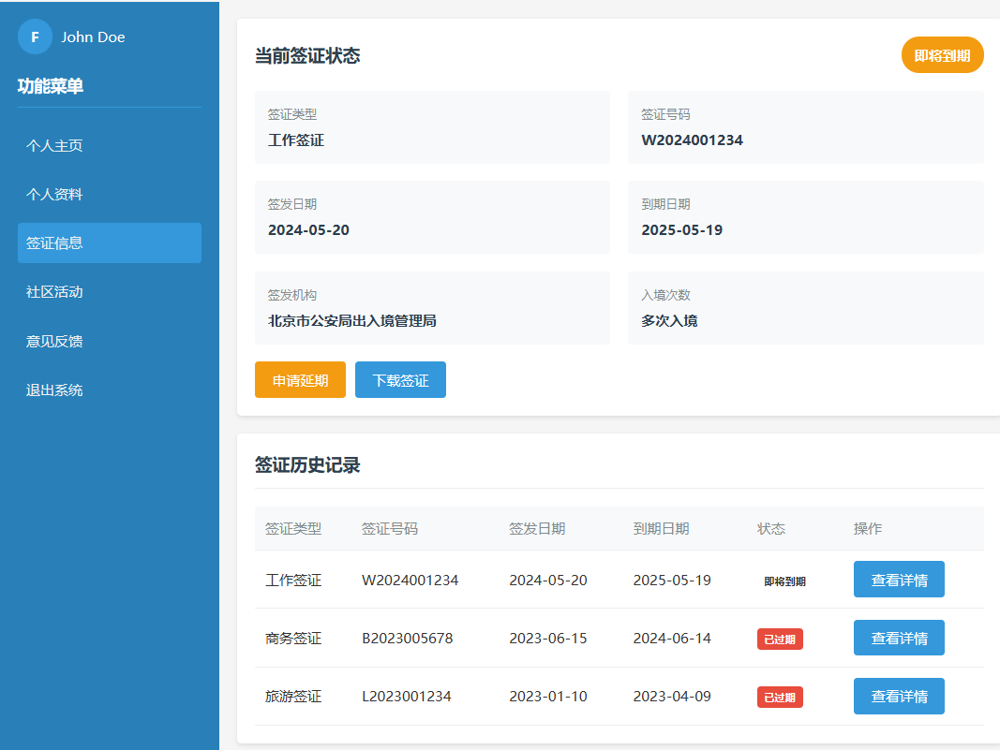 F John Doe
功能菜单
个人主页
个人资料
签证信息
社区活动
意见反馈
退出系统
当前签证状态 即将到期
签证类型 签证号码
工作签证 W2024001234
签发日期 到期日期
2024-05-20 2025-05-19
签发机构 入境次数
北京市公安局出入境管理局 多次入境
申请延期 下载签证
签证历史记录
签证类型 签证号码 签发日期 到期日期 状态 操作
工作签证 W2024001234 2024-05-20 2025-05-19 即将到期 查看详情
商务签证 B2023005678 2023-06-15 2024-06-14 已过期 查看详情
旅游签证 L2023001234 2023-01-10 2023-04-09 已过期 查看详情